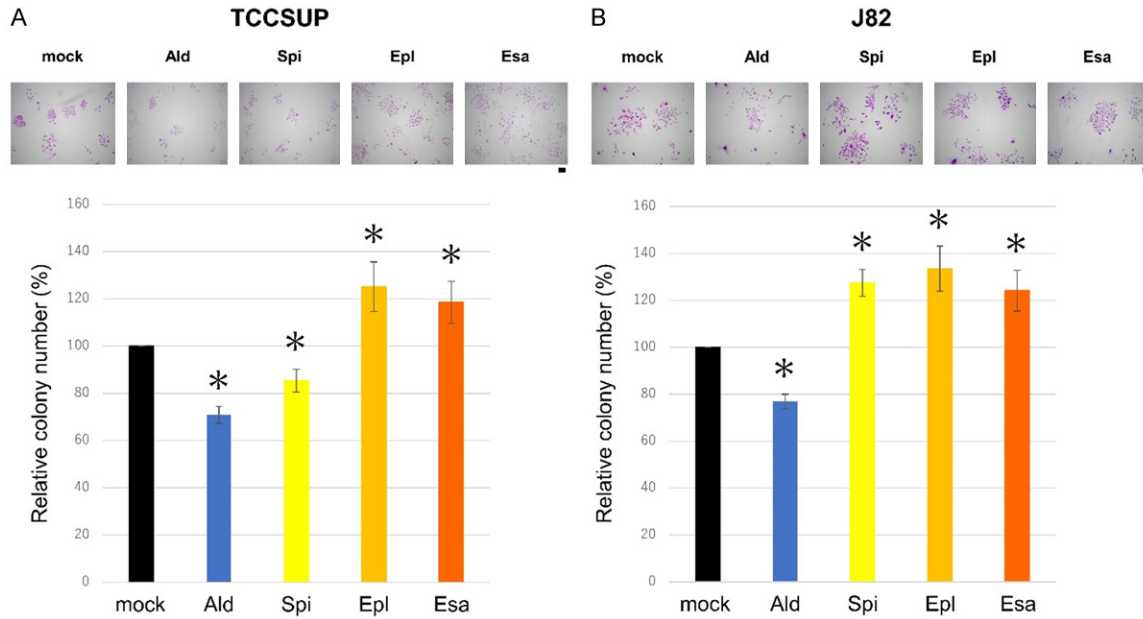 A
TCCSUP
mock Ald Spi Epl Esa
Relative colony number (%)
160
140
120
100
80
60
40
20
0
* * * *
mock Ald Spi Epl Esa
B
J82
mock Ald Spi Epl Esa
Relative colony number (%)
160
140
120
100
80
60
40
20
0
* * * *
mock Ald Spi Epl Esa